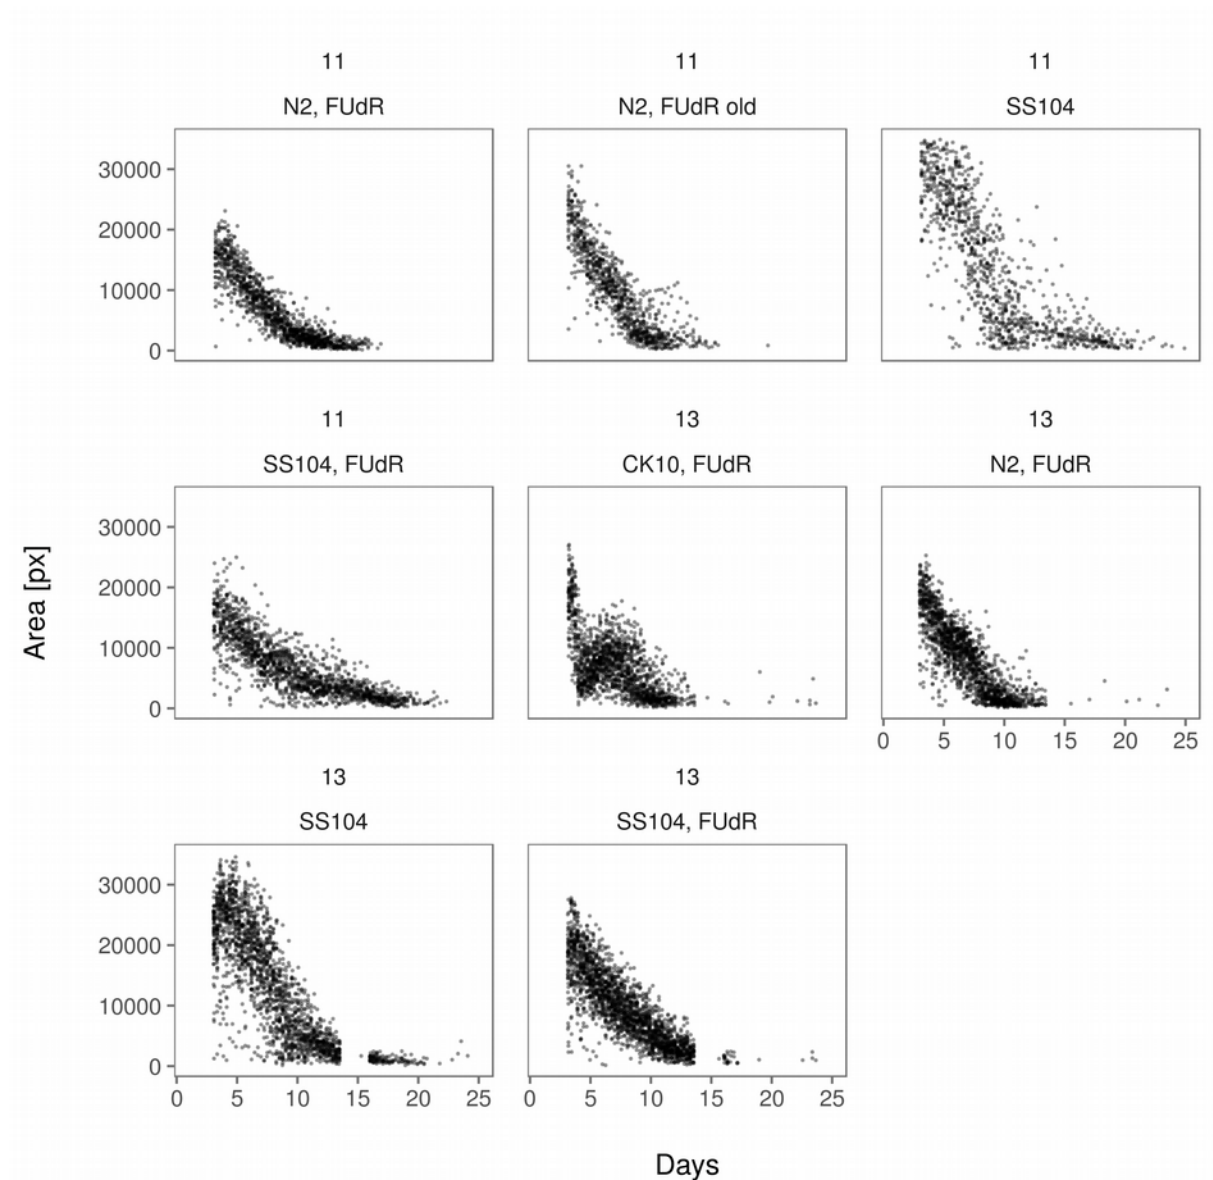 11
11
11
N2, FUdR
N2, FUdR old
SS104
30000
20000
10000
0
11
13
13
SS104, FUdR
CK10, FUdR
N2, FUdR
30000
20000
10000
0
Area [px]
0 5 10 15 20 25
13
13
SS104
SS104, FUdR
30000
20000
10000
0
0 5 10 15 20 25
0 5 10 15 20 25
Days